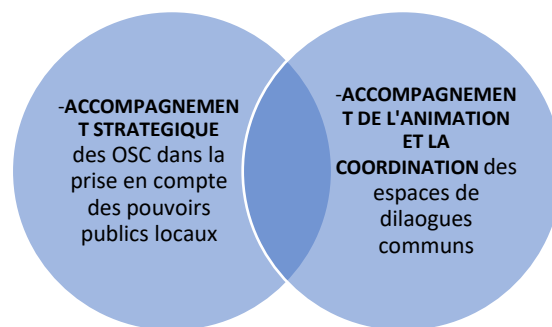 -ACCOMPAGNEMEN
T STRATEGIQUE
des OSC dans la
prise en compte
des pouvoirs
publics locaux
-ACCOMPAGNEMEN
T DE L'ANIMATION
ET LA
COORDINATION des
espaces de
dilaogues
communs